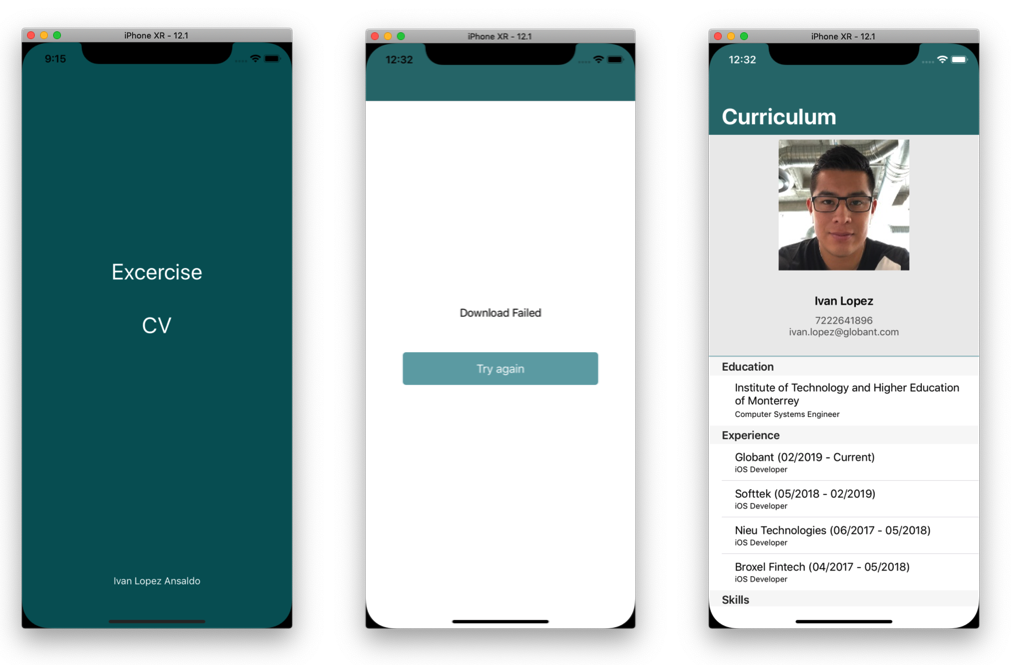 iPhone XR - 12.1
9:15
Excercise
CV
Ivan Lopez Ansaldo
iPhone XR - 12.1
12:32
Download Failed
Try again
iPhone XR - 12.1
12:32
Curriculum
Ivan Lopez
7222641896
ivan.lopez@globant.com
Education
Institute of Technology and Higher Education
of Monterrey
Computer Systems Engineer
Experience
Globant (02/2019 - Current)
iOS Developer
Softtek (05/2018 - 02/2019)
iOS Developer
Nieu Technologies (06/2017 - 05/2018)
iOS Developer
Broxel Fintech (04/2017 - 05/2018)
iOS Developer
Skills